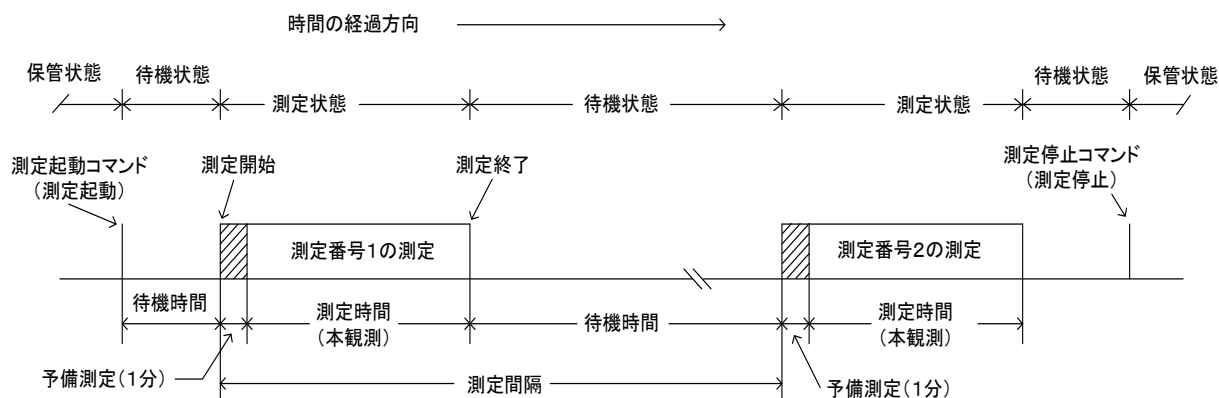 時間の経過方向
保管状態
待機状態
測定状態
待機状態
測定状態
待機状態
保管状態
測定起動コマンド
(測定起動)
測定開始
測定終了
測定停止コマンド
(測定停止)
測定番号1の測定
測定番号2の測定
待機時間
測定時間
(本観測)
待機時間
測定時間
(本観測)
予備測定(1分)
測定間隔
予備測定(1分)